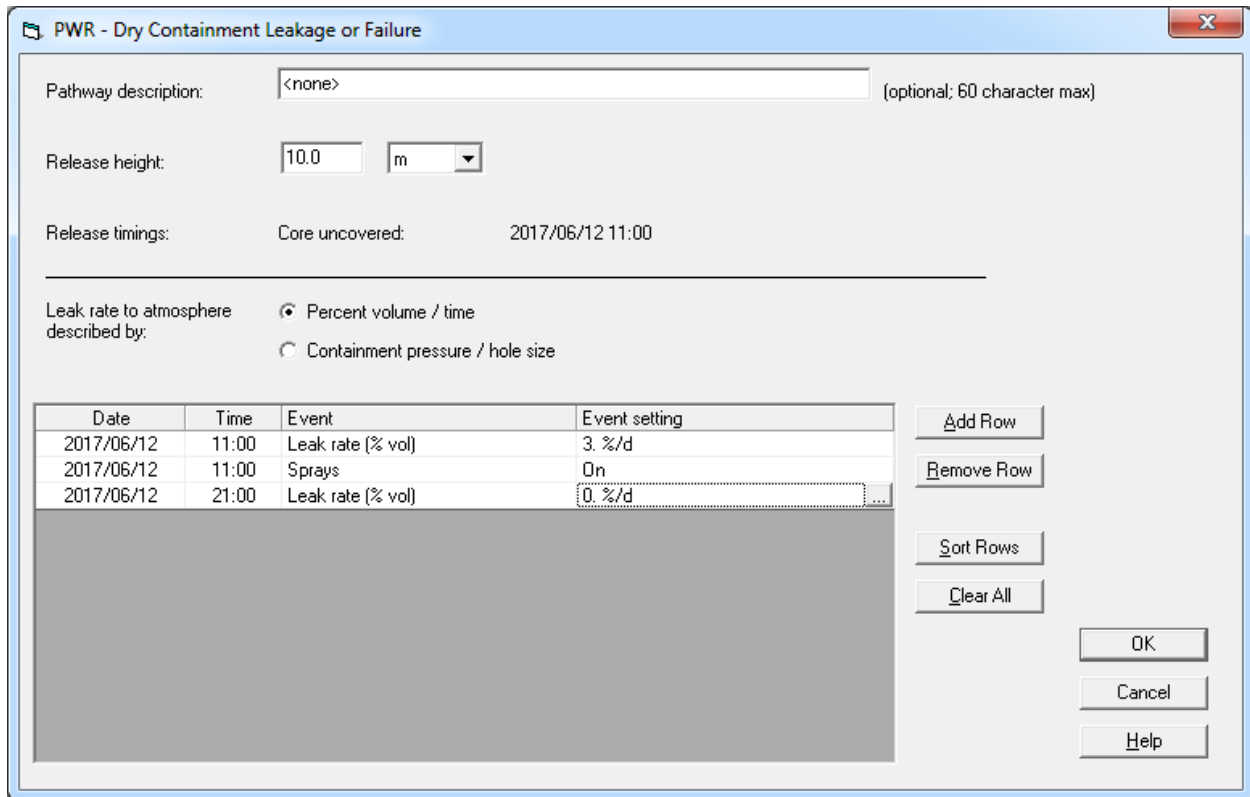 PWR - Dry Containment Leakage or Failure
x
Pathway description: <none> (optional; 60 character max)
Release height: 10.0 m
Release timings: Core uncovered: 2017/06/12 11:00
Leak rate to atmosphere
described by:
Percent volume / time
Containment pressure / hole size
Date Time Event Event setting
2017/06/12 11:00 Leak rate (% vol) 3. %/d
2017/06/12 11:00 Sprays On
2017/06/12 21:00 Leak rate (% vol) 0. %/d ...
Add Row
Remove Row
Sort Rows
Clear All
OK
Cancel
Help